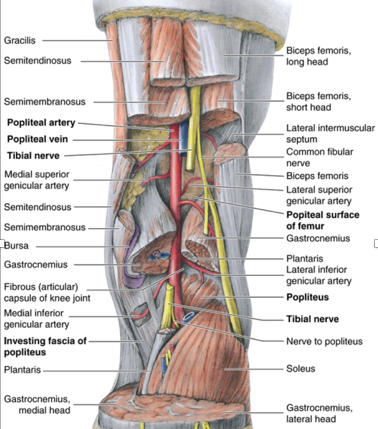 Gracilis
Semitendinosus
Semimembranosus
Popliteal artery
Popliteal vein
Tibial nerve
Medial superior
genicular artery
Semitendinosus
Semimembranosus
Bursa
Gastrocnemius
Fibrous (articular)
capsule of knee joint
Medial inferior
genicular artery
Investing fascia of
popliteus
Plantaris
Gastrocnemius,
medial head
Biceps femoris,
long head
Biceps femoris,
short head
Lateral intermuscular
septum
Common fibular
nerve
Biceps femoris
Lateral superior
genicular artery
Popiteal surface
of femur
Gastrocnemius
Plantaris
Lateral inferior
genicular artery
Popliteus
Tibial nerve
Nerve to popliteus
Soleus
Gastrocnemius,
lateral head